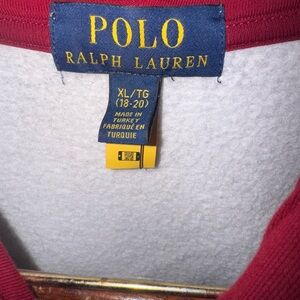 POLO
RALPH LAUREN
XL/TG
(18-20)
MADE IN
TURKEY
FABRIQUÉ EN
TURQUIE